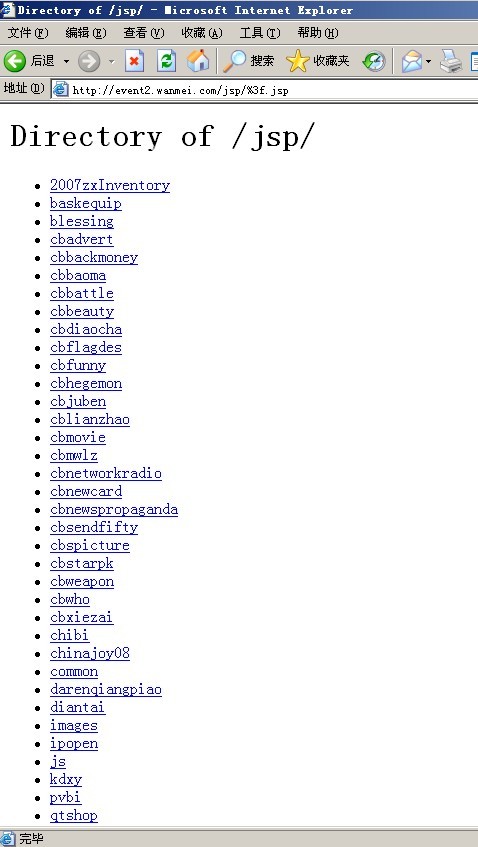 Directory of /jsp/ - Microsoft Internet Explorer
文件(F) 编辑(E) 查看(V) 收藏(A) 工具(T) 帮助(H)
后退 搜索 收藏夹
地址(D) http://event2.wanmei.com/jsp/%3f.jsp
Directory of /jsp/
2007zxInventory
baskequip
blessing
cbadvert
cbbackmoney
cbbaoma
cbbattle
cbbeauty
cbdiaocha
cbflagdes
cbfunny
cbhegemon
cbjuben
cblianzhao
cbmovie
cbmwlz
cbnetworkradio
cbnewcard
cbnewspropaganda
cbsendfifty
cbspicture
cbstarpk
cbweapon
cbwho
cbxiezai
chibi
chinajoy08
common
darenqiangpiao
diantai
images
ipopen
js
kdxy
pvbi
qtshop
完毕